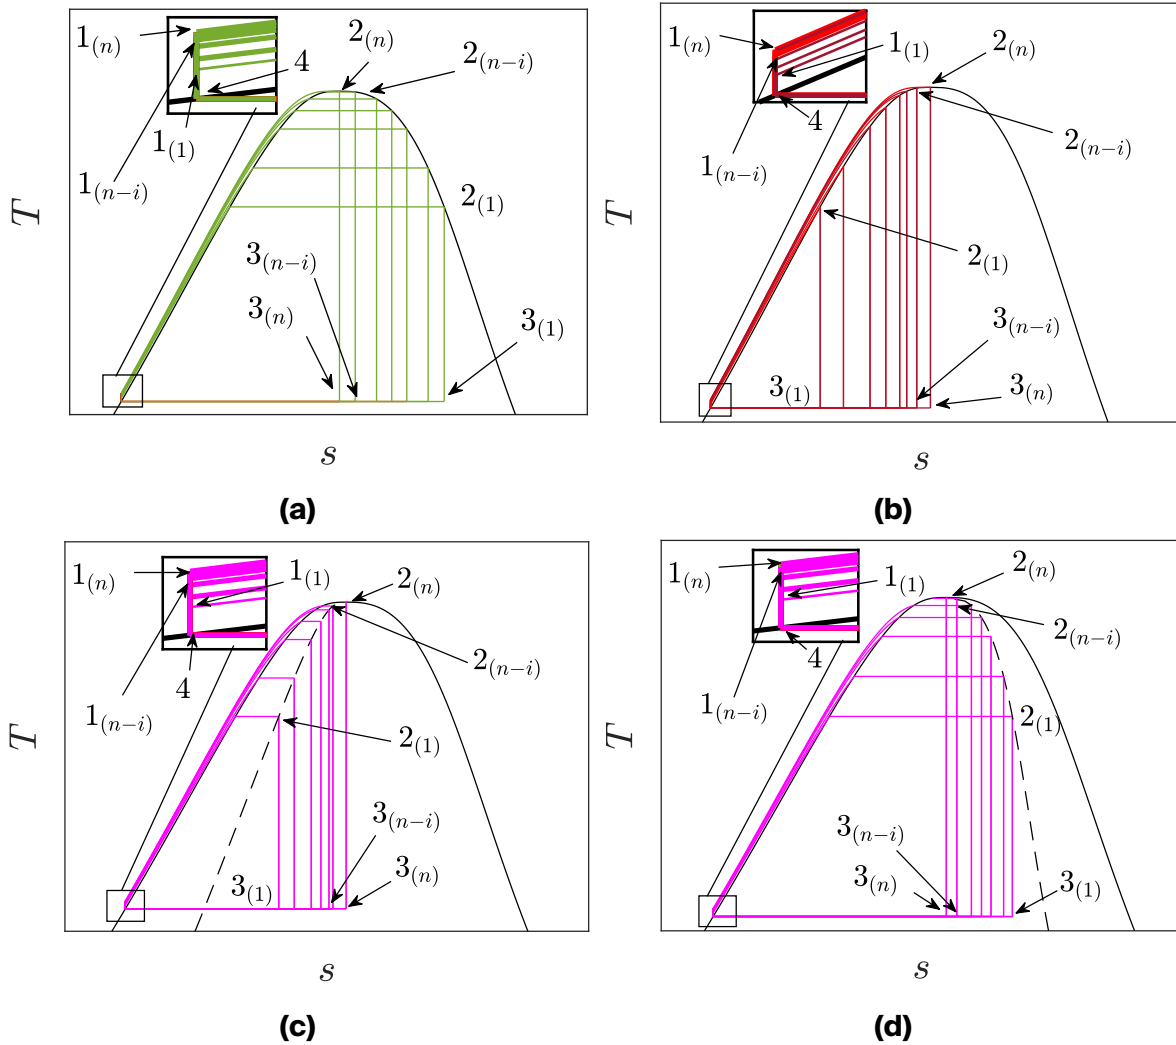 1(n)
4
2(n)
2(n−i)
1(1)
1(n−i)
2(1)
3(n−i)
3(n)
3(1)
T
s
(a)
1(n)
1(1)
2(n)
4
2(n−i)
1(n−i)
2(1)
3(n−i)
3(1)
3(n)
T
s
(b)
1(n)
1(1)
2(n)
4
2(n−i)
1(n−i)
2(1)
3(n−i)
3(n)
3(1)
T
s
(c)
1(n)
1(1)
2(n)
4
2(n−i)
1(n−i)
2(1)
3(n−i)
3(n)
3(1)
T
s
(d)